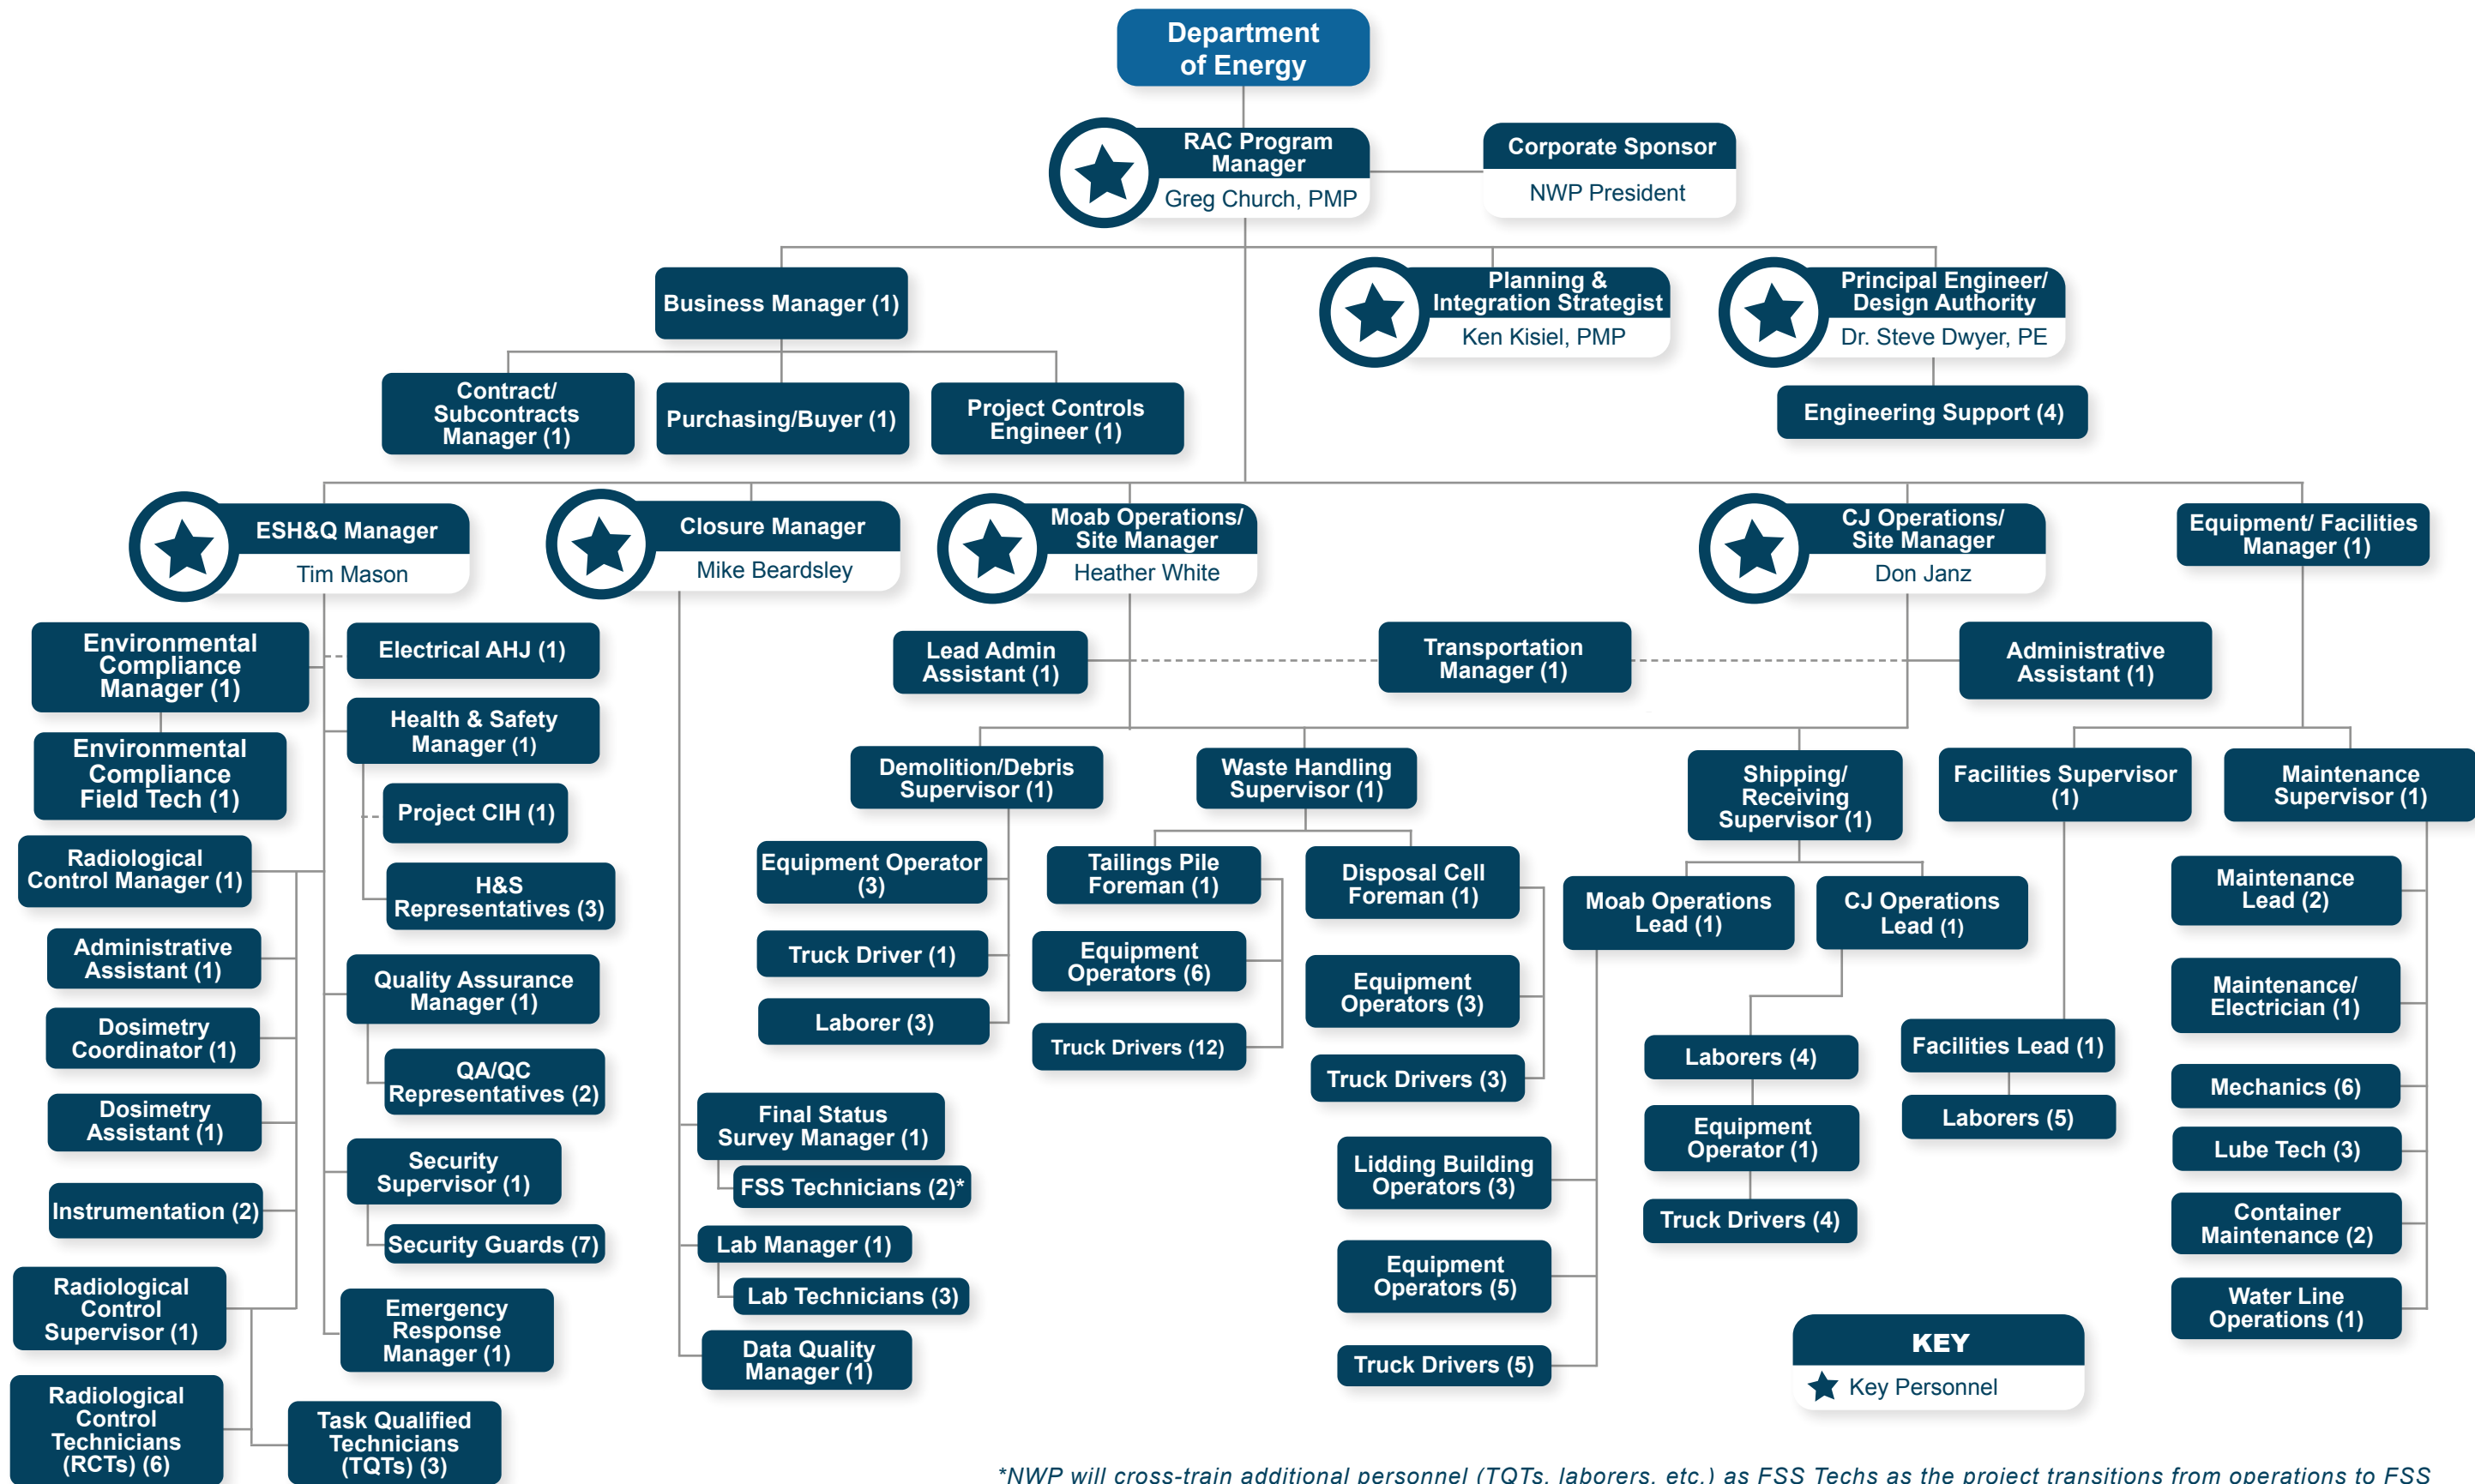 Department
of Energy
RAC Program
Manager
Greg Church, PMP
Corporate Sponsor
NWP President
Business Manager (1)
Planning &
Integration Strategist
Ken Kisiel, PMP
Principal Engineer/
Design Authority
Dr. Steve Dwyer, PE
Contract/
Subcontracts
Manager (1)
Purchasing/Buyer (1)
Project Controls
Engineer (1)
Engineering Support (4)
ESH&Q Manager
Tim Mason
Closure Manager
Mike Beardsley
Moab Operations/
Site Manager
Heather White
CJ Operations/
Site Manager
Don Janz
Equipment/ Facilities
Manager (1)
Environmental
Compliance
Manager (1)
Environmental
Compliance
Field Tech (1)
Radiological
Control Manager (1)
Administrative
Assistant (1)
Dosimetry
Coordinator (1)
Dosimetry
Assistant (1)
Instrumentation (2)
Radiological
Control
Supervisor (1)
Radiological
Control
Technicians
(RCTs) (6)
Task Qualified
Technicians
(TQTs) (3)
Electrical AHJ (1)
Health & Safety
Manager (1)
Project CIH (1)
H&S
Representatives (3)
Quality Assurance
Manager (1)
QA/QC
Representatives (2)
Security
Supervisor (1)
Security Guards (7)
Emergency
Response
Manager (1)
Final Status
Survey Manager (1)
FSS Technicians (2)*
Lab Manager (1)
Lab Technicians (3)
Data Quality
Manager (1)
Lead Admin
Assistant (1)
Transportation
Manager (1)
Administrative
Assistant (1)
Demolition/Debris
Supervisor (1)
Equipment Operator
(3)
Truck Driver (1)
Laborer (3)
Waste Handling
Supervisor (1)
Tailings Pile
Foreman (1)
Equipment
Operators (6)
Truck Drivers (12)
Disposal Cell
Foreman (1)
Equipment
Operators (3)
Truck Drivers (3)
Shipping/
Receiving
Supervisor (1)
Moab Operations
Lead (1)
Lidding Building
Operators (3)
Equipment
Operators (5)
Truck Drivers (5)
CJ Operations
Lead (1)
Laborers (4)
Equipment
Operator (1)
Truck Drivers (4)
Facilities Supervisor
(1)
Facilities Lead (1)
Laborers (5)
Maintenance
Supervisor (1)
Maintenance
Lead (2)
Maintenance/
Electrician (1)
Mechanics (6)
Lube Tech (3)
Container
Maintenance (2)
Water Line
Operations (1)
KEY
Key Personnel
*NWP will cross-train additional personnel (TQTs, laborers, etc.) as FSS Techs as the project transitions from operations to FSS